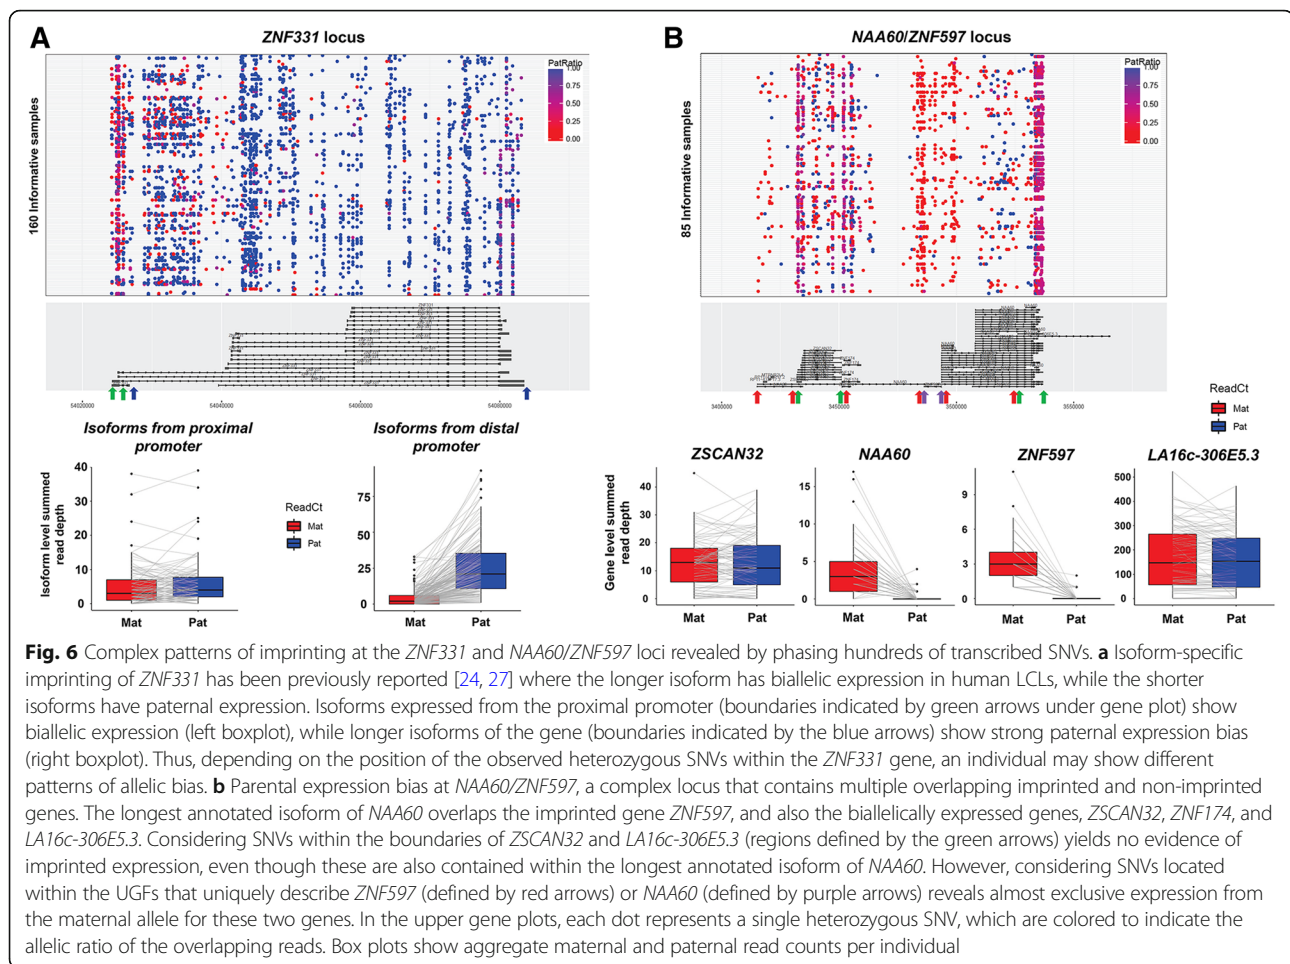 A
ZNF331 locus
160 Informative samples
PatRatio
1.00
0.75
0.50
0.25
0.00
ZNF331
54020000
54040000
54060000
54080000
Isoforms from proximal
promoter
Isoform level summed
read depth
40
30
20
10
0
Mat
Pat
ReadCt
Mat
Pat
Isoforms from distal
promoter
75
50
25
0
Mat
Pat
B
NAA60/ZNF597 locus
85 Informative samples
PatRatio
1.00
0.75
0.50
0.25
0.00
ZSCAN32
NAA60
NAA60
3400000
3450000
3500000
3550000
ReadCt
Mat
Pat
Gene level summed
read depth
ZSCAN32
50
40
30
20
10
0
Mat
Pat
NAA60
15
10
5
0
Mat
Pat
ZNF597
9
6
3
0
Mat
Pat
LA16c-306E5.3
500
400
300
200
100
0
Mat
Pat
Fig. 6 Complex patterns of imprinting at the ZNF331 and NAA60/ZNF597 loci revealed by phasing hundreds of transcribed SNVs. a Isoform-specific
imprinting of ZNF331 has been previously reported [24, 27] where the longer isoform has biallelic expression in human LCLs, while the shorter
isoforms have paternal expression. Isoforms expressed from the proximal promoter (boundaries indicated by green arrows under gene plot) show
biallelic expression (left boxplot), while longer isoforms of the gene (boundaries indicated by the blue arrows) show strong paternal expression bias
(right boxplot). Thus, depending on the position of the observed heterozygous SNVs within the ZNF331 gene, an individual may show different
patterns of allelic bias. b Parental expression bias at NAA60/ZNF597, a complex locus that contains multiple overlapping imprinted and non-imprinted
genes. The longest annotated isoform of NAA60 overlaps the imprinted gene ZNF597, and also the biallelically expressed genes, ZSCAN32, ZNF174, and
LA16c-306E5.3. Considering SNVs within the boundaries of ZSCAN32 and LA16c-306E5.3 (regions defined by the green arrows) yields no evidence of
imprinted expression, even though these are also contained within the longest annotated isoform of NAA60. However, considering SNVs located
within the UGFs that uniquely describe ZNF597 (defined by red arrows) or NAA60 (defined by purple arrows) reveals almost exclusive expression from
the maternal allele for these two genes. In the upper gene plots, each dot represents a single heterozygous SNV, which are colored to indicate the
allelic ratio of the overlapping reads. Box plots show aggregate maternal and paternal read counts per individual